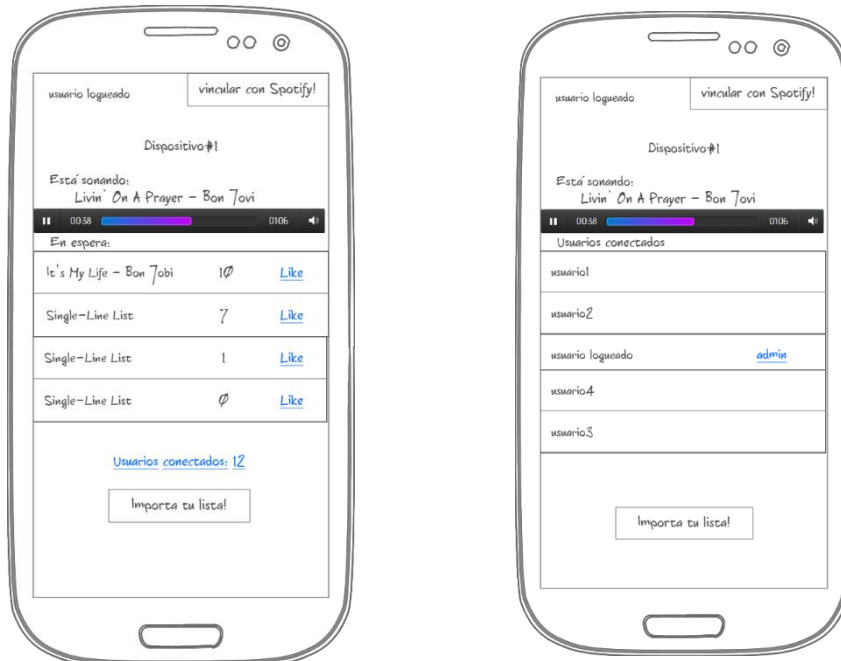 usuario logueado
vincular con Spotify!
Dispositivo#1
Está sonando:
Livin' On A Prayer - Bon Jovi
00:38
01:06
En espera:
It's My Life - Bon Jobi 10 Like
Single-Line List 7 Like
Single-Line List 1 Like
Single-Line List 0 Like
Usuarios conectados: 12
Importa tu lista!
usuario logueado
vincular con Spotify!
Dispositivo#1
Está sonando:
Livin' On A Prayer - Bon Jovi
00:38
01:06
Usuarios conectados
usuario1
usuario2
usuario logueado admin
usuario4
usuario3
Importa tu lista!